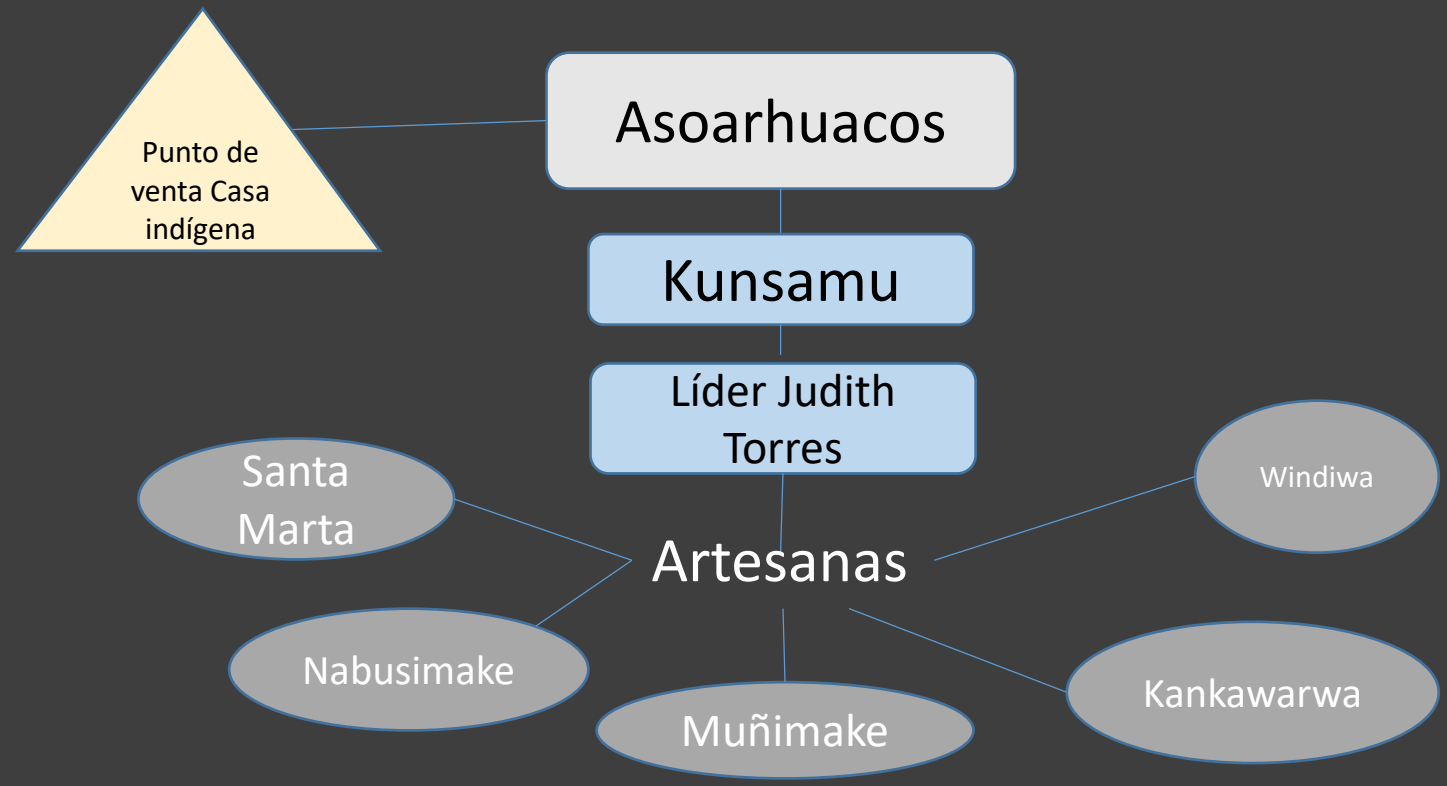 Asoarhuacos
Punto de
venta Casa
indígena
Kunsamu
Líder Judith
Torres
Santa
Marta
Windiwa
Artesanas
Nabusimake
Muñimake
Kankawarwa